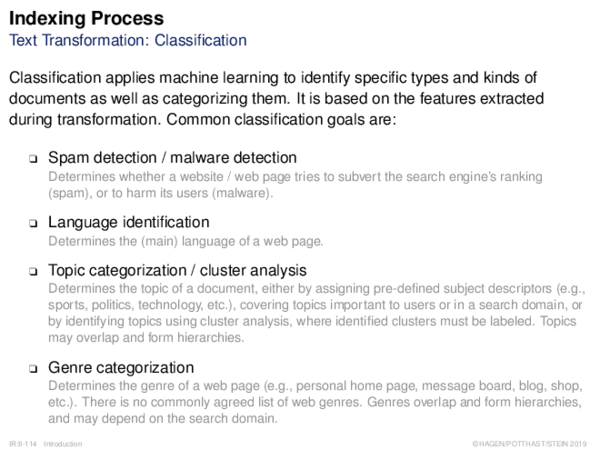 Indexing Process
Text Transformation: Classification
Classification applies machine learning to identify specific types and kinds of
documents as well as categorizing them. It is based on the features extracted
during transformation. Common classification goals are:
❑ Spam detection / malware detection
Determines whether a website / web page tries to subvert the search engine's ranking
(spam), or to harm its users (malware).
❑ Language identification
Determines the (main) language of a web page.
❑ Topic categorization / cluster analysis
Determines the topic of a document, either by assigning pre-defined subject descriptors (e.g.,
sports, politics, technology, etc.), covering topics important to users or in a search domain, or
by identifying topics using cluster analysis, where identified clusters must be labeled. Topics
may overlap and form hierarchies.
❑ Genre categorization
Determines the genre of a web page (e.g., personal home page, message board, blog, shop,
etc.). There is no commonly agreed list of web genres. Genres overlap and form hierarchies,
and may depend on the search domain.
IR:II-114 Introduction ©HAGEN/POTTHAST/STEIN 2019